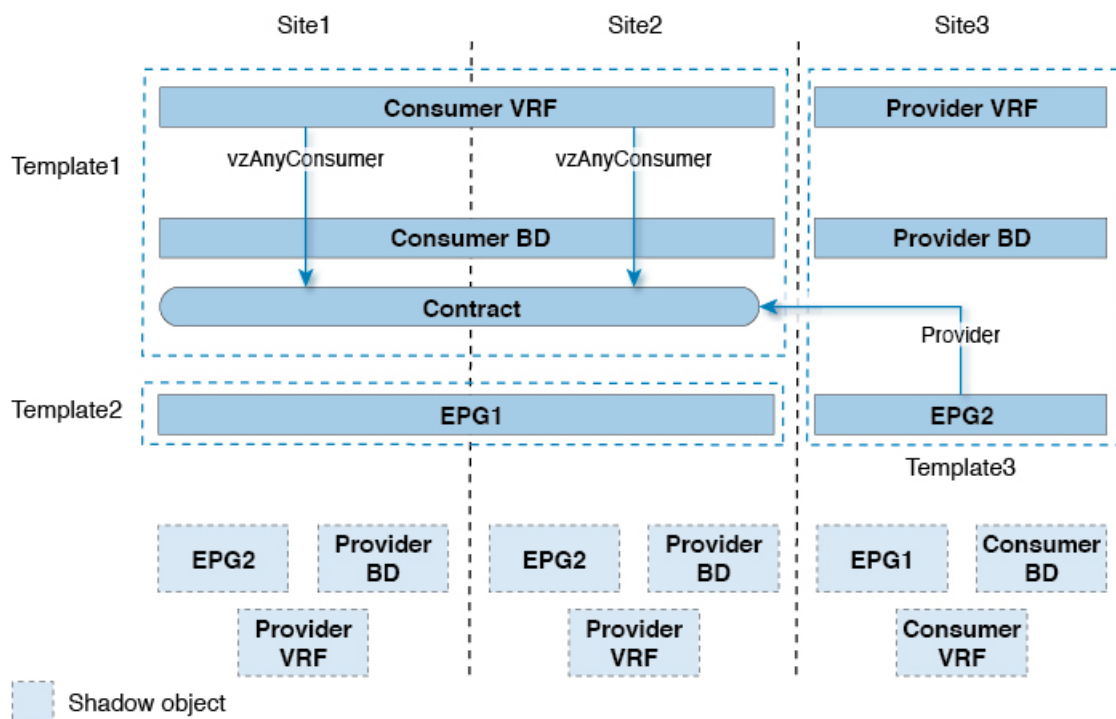 Site1
Site2
Site3
Consumer VRF
Provider VRF
Template1
vzAnyConsumer
vzAnyConsumer
Consumer BD
Provider BD
Contract
Provider
Template2
EPG1
EPG2
Template3
EPG2
Provider
BD
EPG2
Provider
BD
EPG1
Consumer
BD
Provider
VRF
Provider
VRF
Consumer
VRF
Shadow object